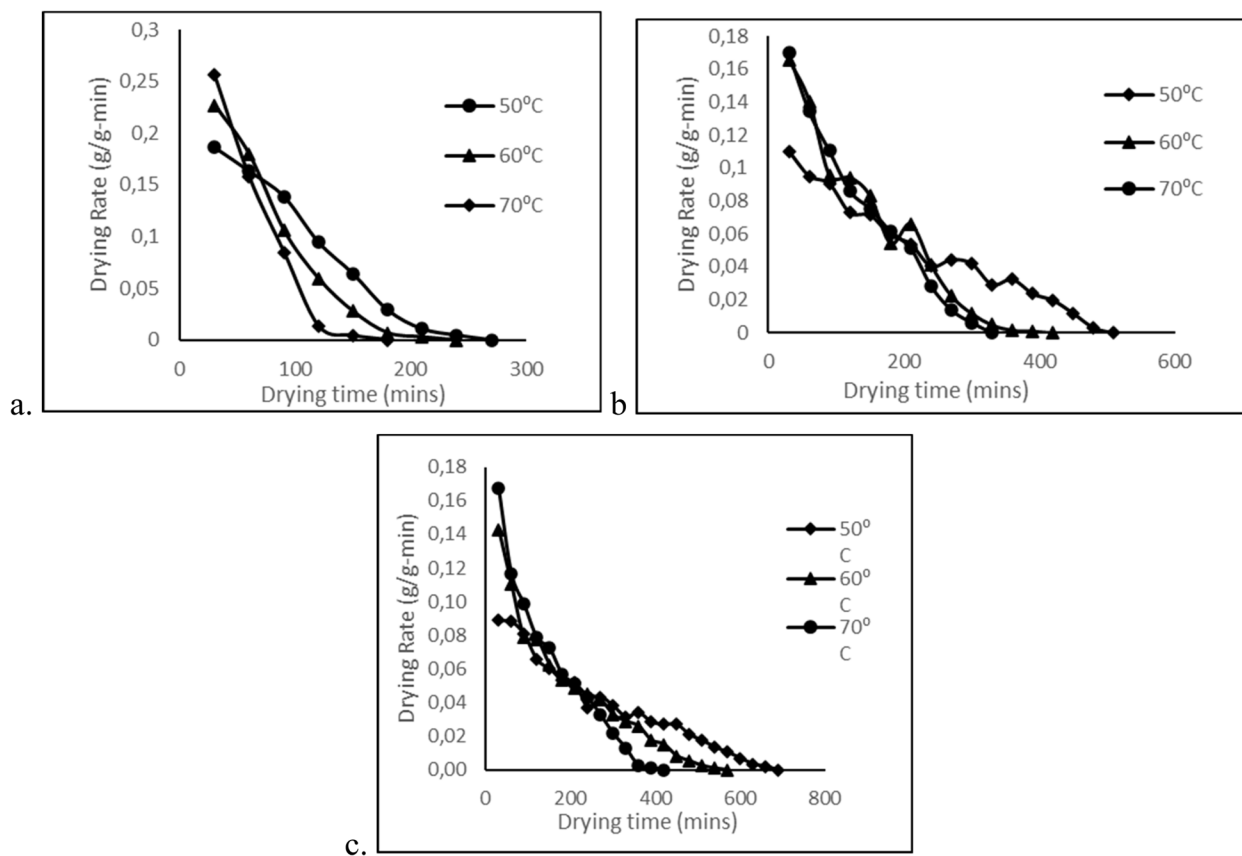 0,3
0,25
0,2
0,15
0,1
0,05
0
0 100 200 300
Drying Rate (g/g-min)
Drying time (mins)
50⁰C
60⁰C
70⁰C
a.
0,18
0,16
0,14
0,12
0,1
0,08
0,06
0,04
0,02
0
0 200 400 600
Drying Rate (g/g-min)
Drying time (mins)
50⁰C
60⁰C
70⁰C
b
0,18
0,16
0,14
0,12
0,10
0,08
0,06
0,04
0,02
0,00
0 200 400 600 800
Drying Rate (g/g-min)
Drying time (mins)
50⁰
C
60⁰
C
70⁰
C
c.